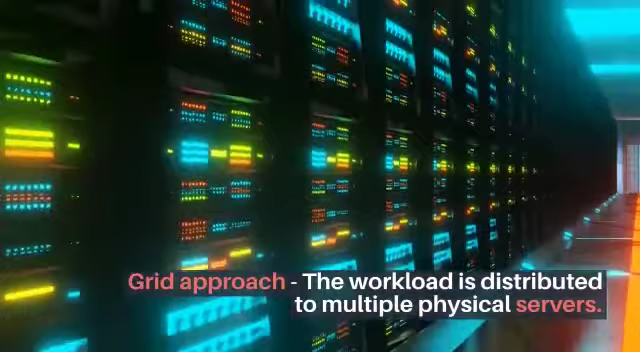 Grid approach - The workload is distributed
to multiple physical servers.